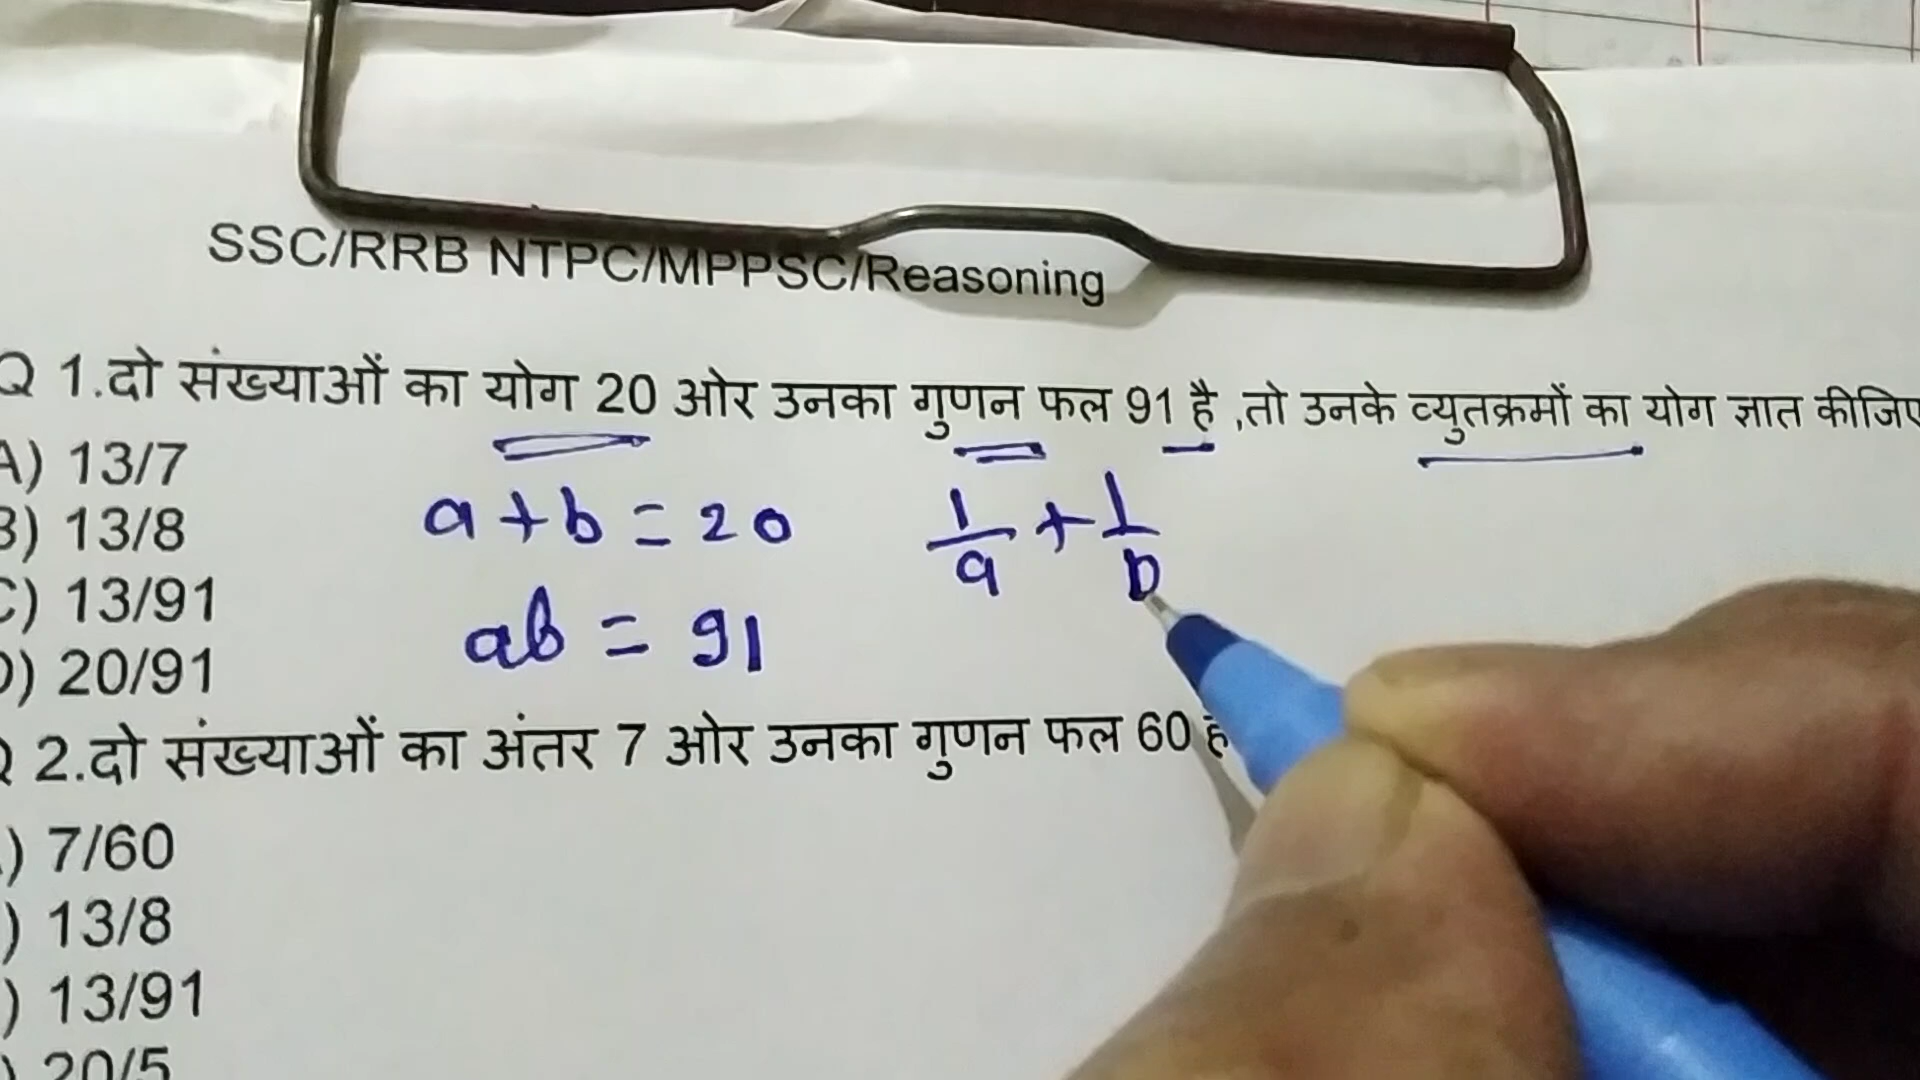 SSC/RRB NTPC/MPPSC/Reasoning
Q 1.दो संख्याओं का योग 20 ओर उनका गुणन फल 91 है ,तो उनके व्युतक्रमों का योग ज्ञात कीजिए
A) 13/7
B) 13/8
C) 13/91
D) 20/91
a + b = 20
ab = 91
1/a + 1/b
2.दो संख्याओं का अंतर 7 ओर उनका गुणन फल 60
) 7/60
) 13/8
) 13/91
) 20/5